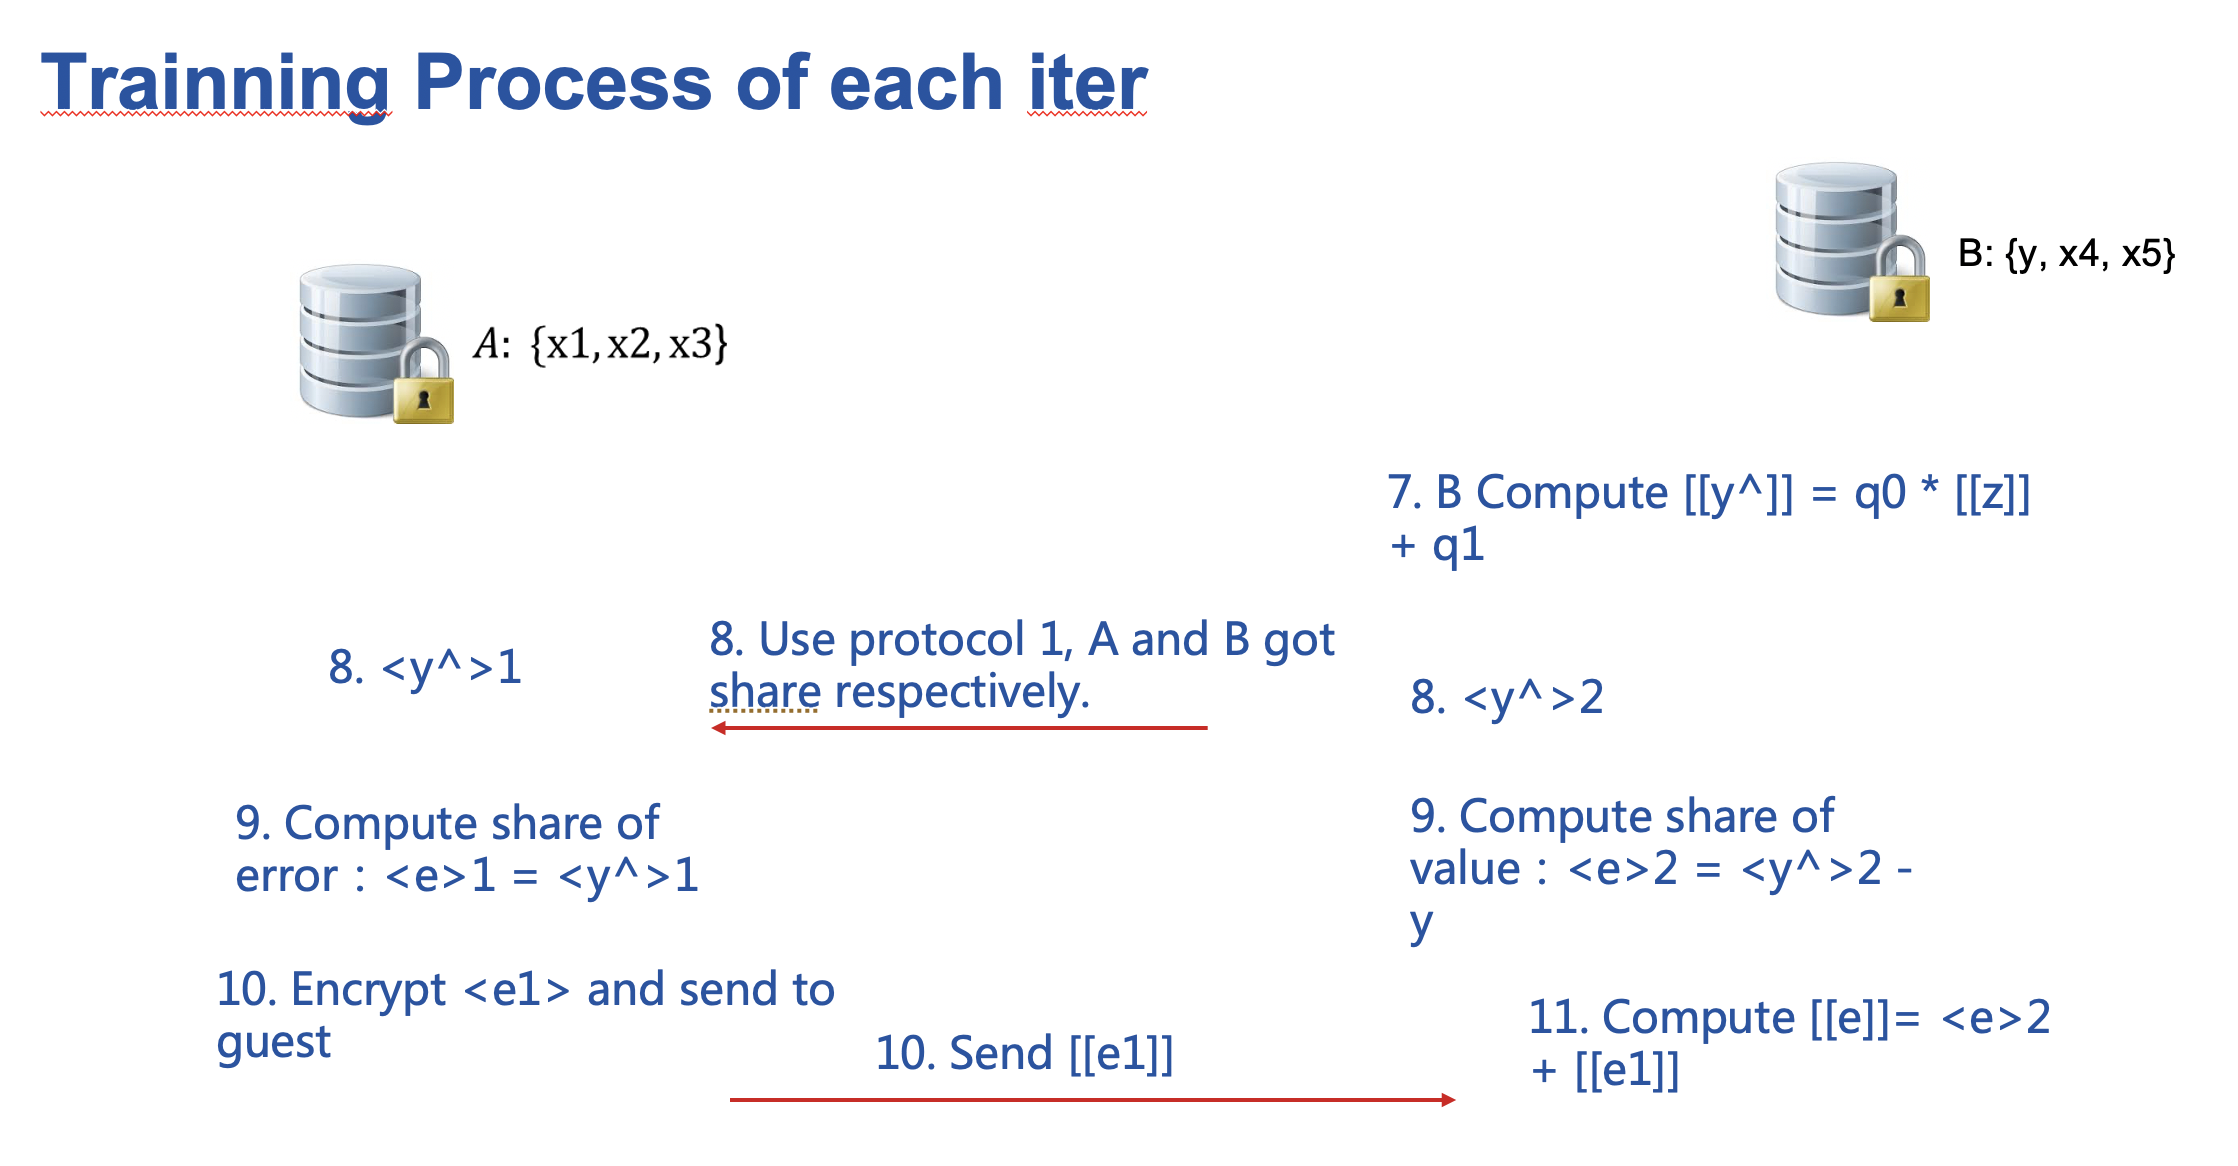 Trainning Process of each iter
B: {y, x4, x5}
A: {x1, x2, x3}
7. B Compute [[y^]] = q0 * [[z]]
+ q1
8. <y^>1
8. Use protocol 1, A and B got
share respectively.
8. <y^>2
9. Compute share of
error : <e>1 = <y^>1
9. Compute share of
value : <e>2 = <y^>2 -
y
10. Encrypt <e1> and send to
guest
10. Send [[e1]]
11. Compute [[e]]= <e>2
+ [[e1]]